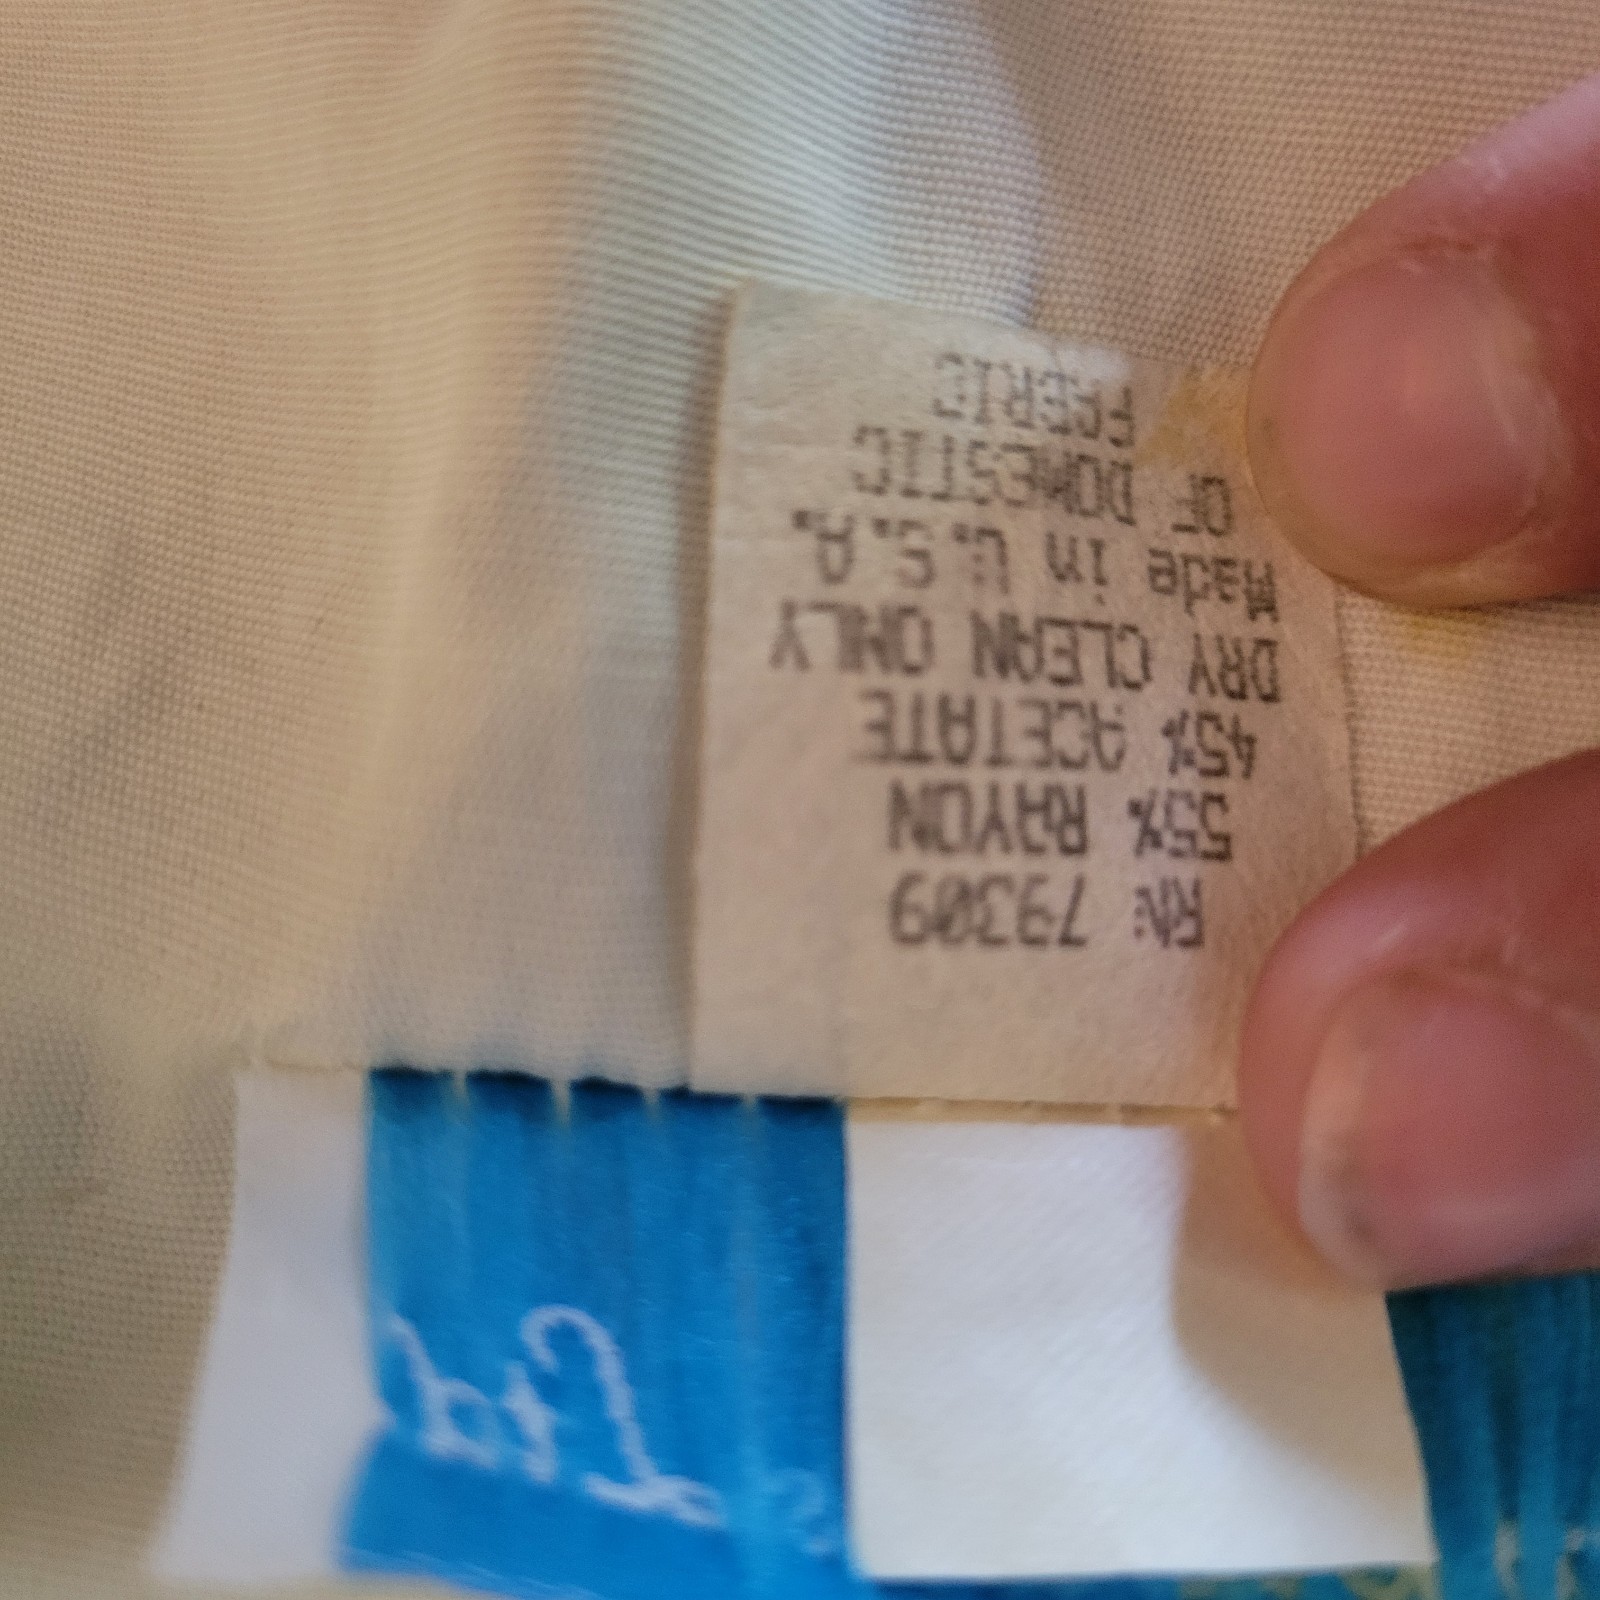 RN: 79309
55% RAYON
45% ACETATE
DRY CLEAN ONLY
Made in U.S.A.
OF DOMESTIC
FABRIC